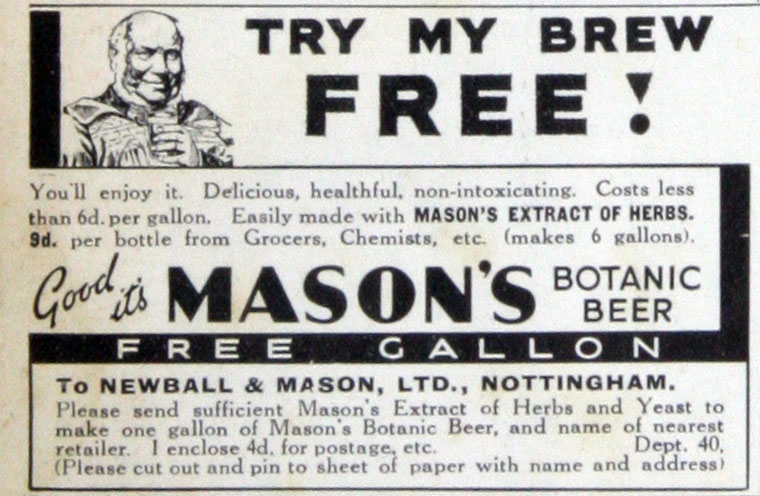 TRY MY BREW
FREE!
You'll enjoy it. Delicious, healthful, non-intoxicating. Costs less
than 6d. per gallon. Easily made with MASON'S EXTRACT OF HERBS.
9d. per bottle from Grocers, Chemists, etc. (makes 6 gallons).
Good it's MASON'S BOTANIC BEER
FREE GALLON
To NEWBALL & MASON, LTD., NOTTINGHAM.
Please send sufficient Mason's Extract of Herbs and Yeast to
make one gallon of Mason's Botanic Beer, and name of nearest
retailer. I enclose 4d. for postage, etc. Dept. 40,
(Please cut out and pin to sheet of paper with name and address)